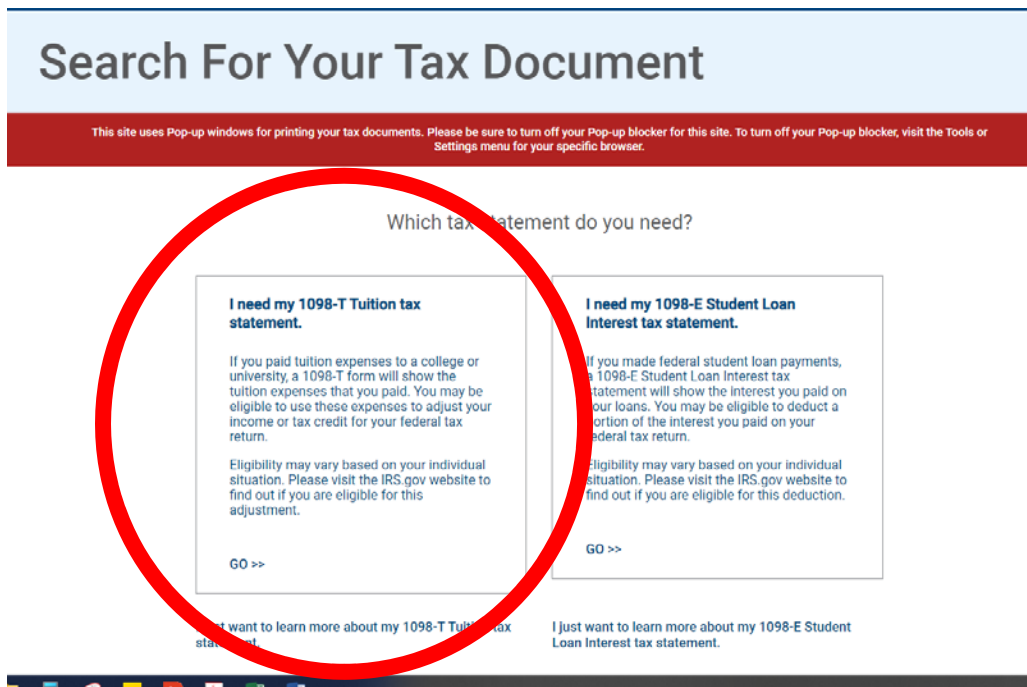 Search For Your Tax Document
This site uses Pop-up windows for printing your tax documents. Please be sure to turn off your Pop-up blocker for this site. To turn off your Pop-up blocker, visit the Tools or
Settings menu for your specific browser.
Which tax statement do you need?
I need my 1098-T Tuition tax
statement.
If you paid tuition expenses to a college or
university, a 1098-T form will show the
tuition expenses that you paid. You may be
eligible to use these expenses to adjust your
income or tax credit for your federal tax
return.
Eligibility may vary based on your individual
situation. Please visit the IRS.gov website to
find out if you are eligible for this
adjustment.
GO >>
I need my 1098-E Student Loan
Interest tax statement.
If you made federal student loan payments,
a 1098-E Student Loan Interest tax
statement will show the interest you paid on
your loans. You may be eligible to deduct a
portion of the interest you paid on your
federal tax return.
Eligibility may vary based on your individual
situation. Please visit the IRS.gov website to
find out if you are eligible for this deduction.
GO >>
I just want to learn more about my 1098-T Tuition tax
statement.
I just want to learn more about my 1098-E Student
Loan Interest tax statement.